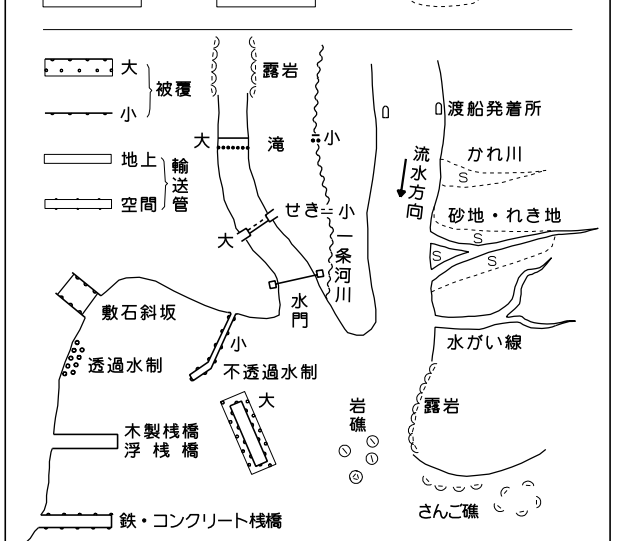 大
小
被覆
地上
空間
輸送管
露岩
大
滝
小
せき
小
大
一条河川
水門
渡船発着所
流水方向
かれ川
S
砂地・れき地
S
S
S
水がい線
敷石斜坂
透過水制
小
不透過水制
大
木製桟橋
浮桟橋
鉄・コンクリート桟橋
岩礁
露岩
さんご礁